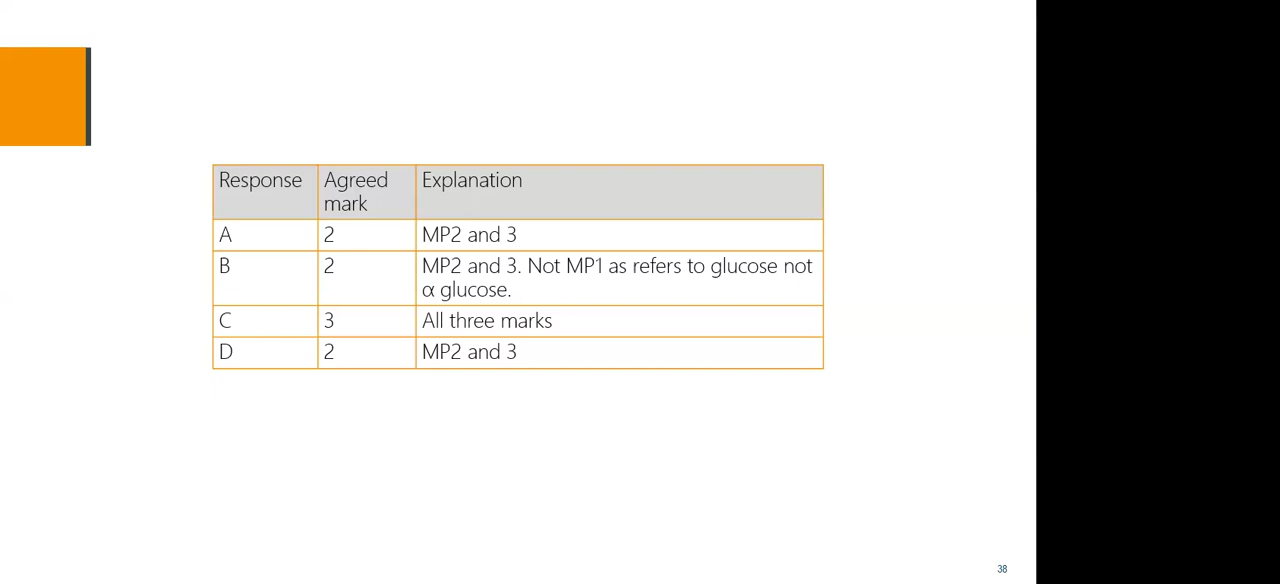 Response Agreed mark Explanation
A 2 MP2 and 3
B 2 MP2 and 3. Not MP1 as refers to glucose not
α glucose.
C 3 All three marks
D 2 MP2 and 3
38